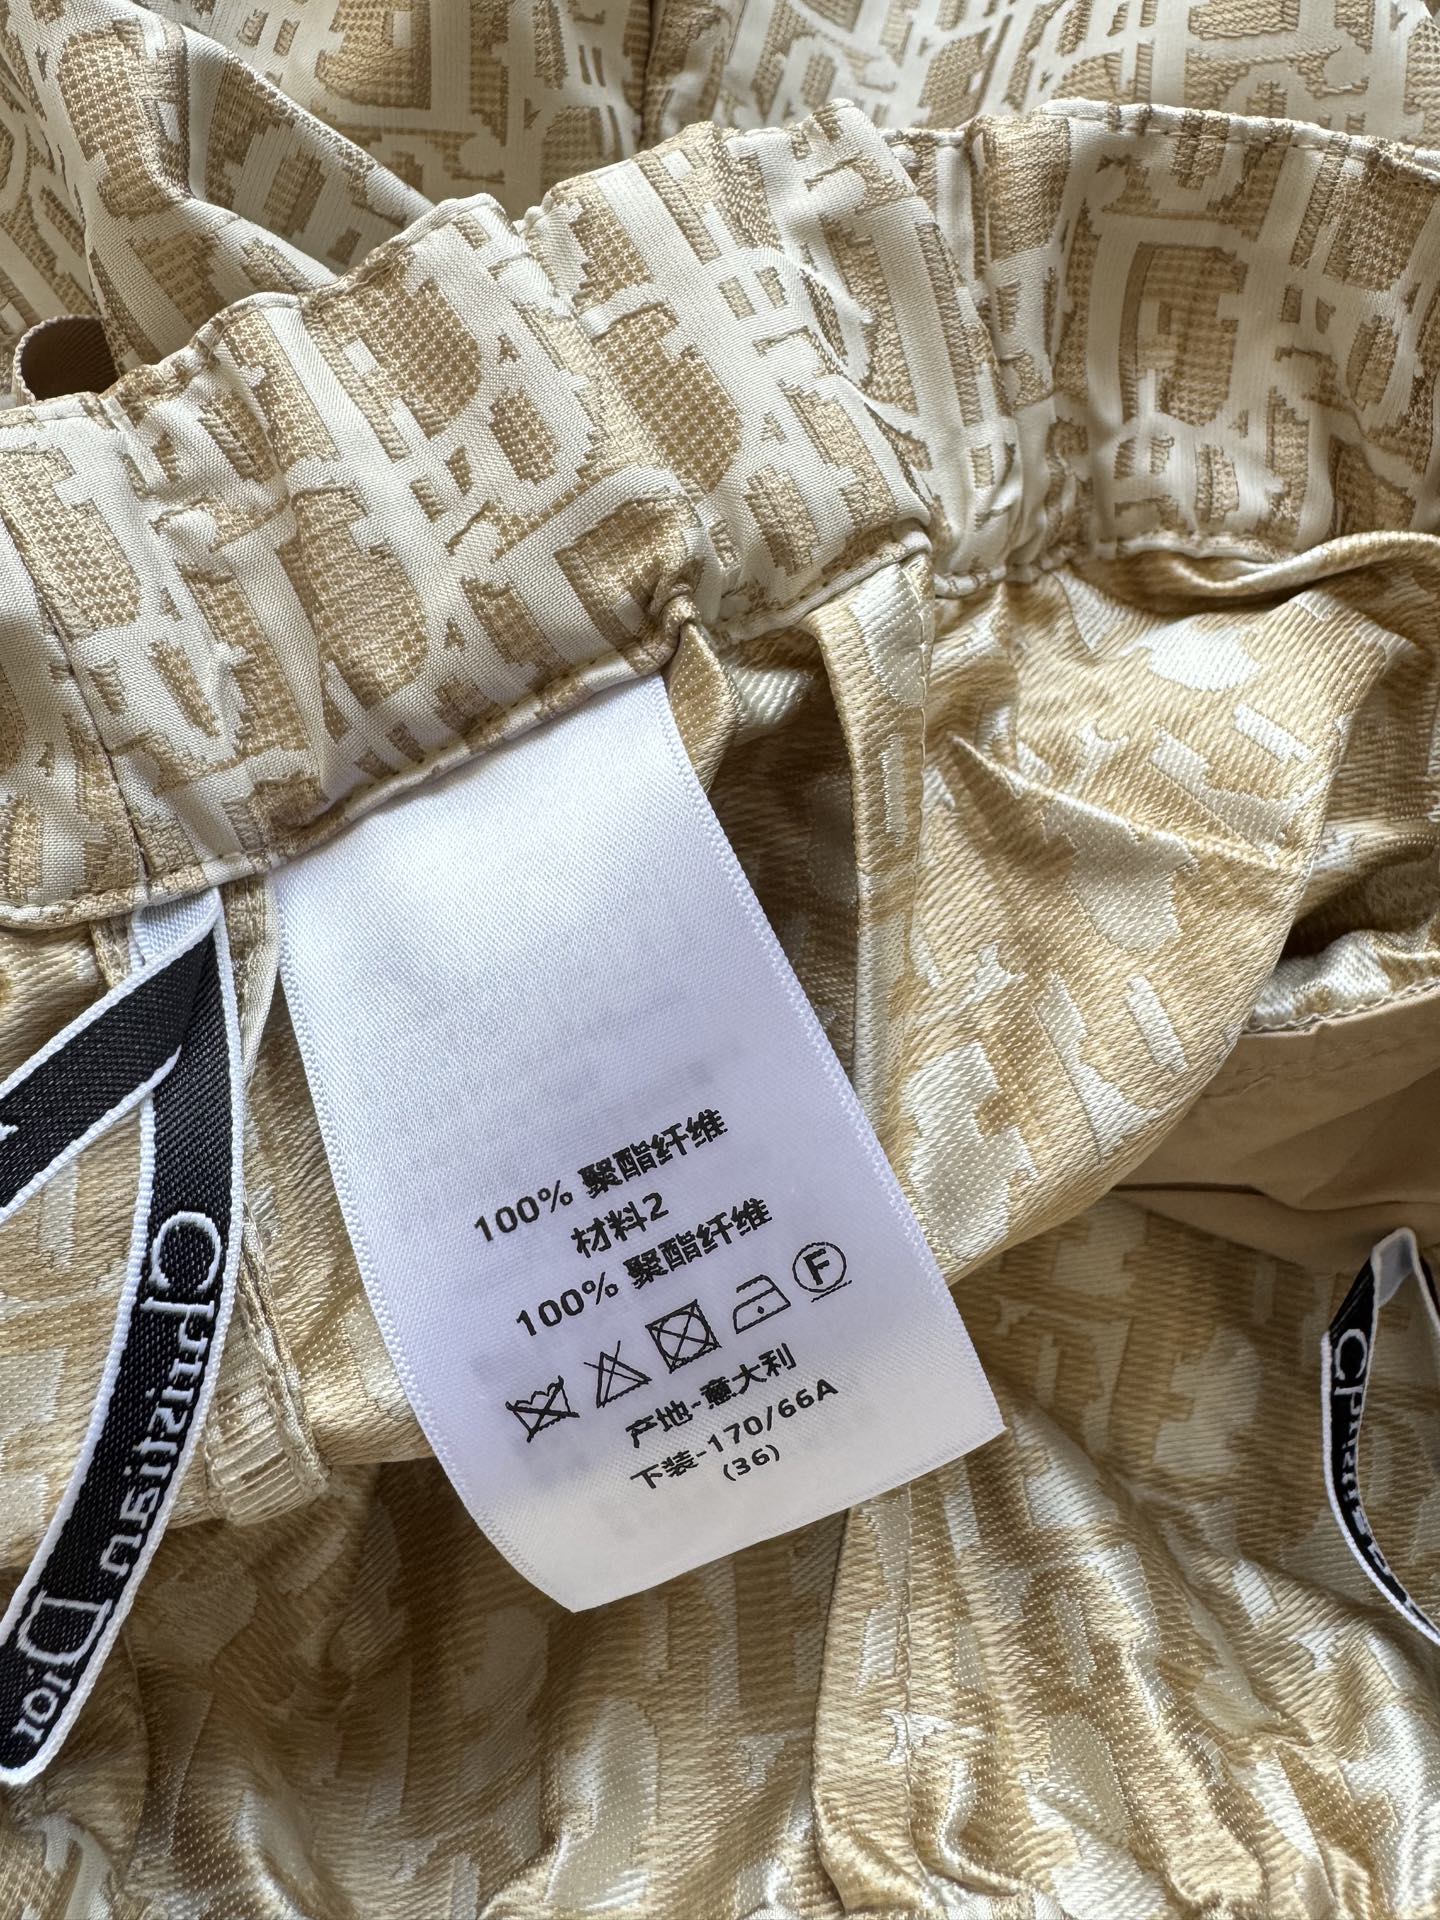 100% 聚酯纤维
材料2
100% 聚酯纤维
F
产地-意大利
下装-170/66A
(36)
Christian Dior
Christian